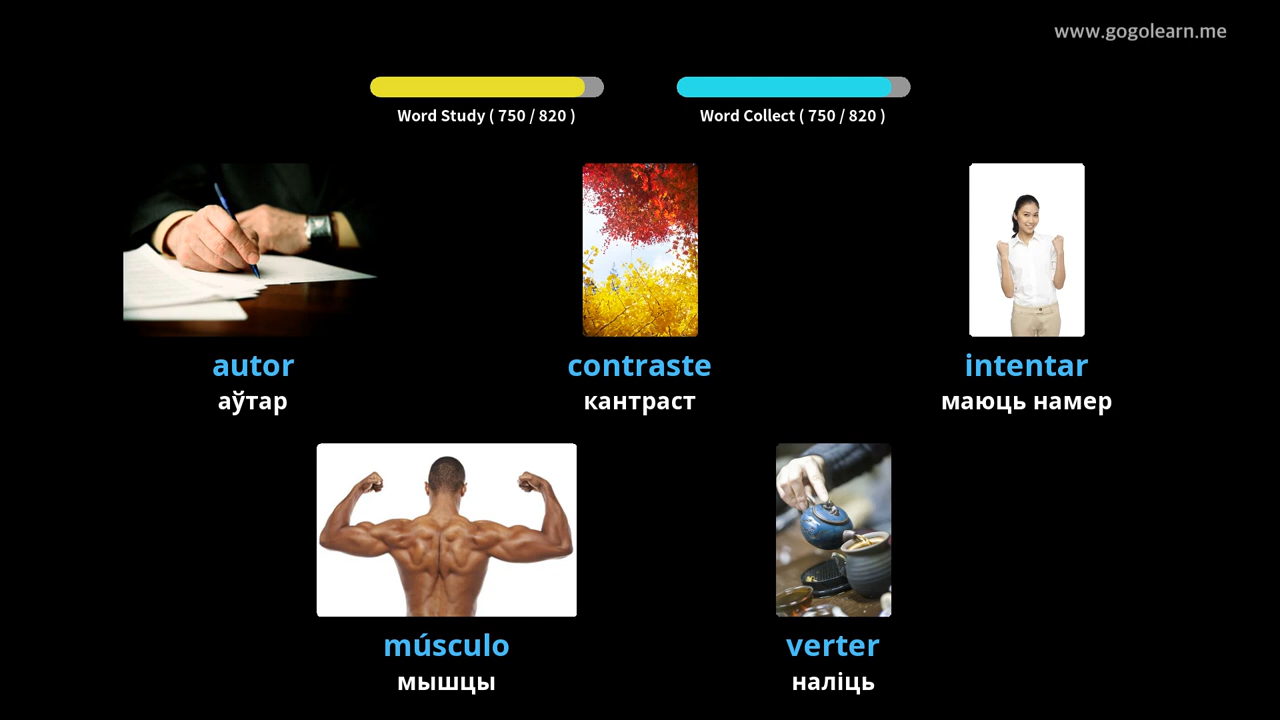 www.gogolearn.me
Word Study ( 750 / 820 )
Word Collect ( 750 / 820 )
autor
аўтар
contraste
кантраст
intentar
маюць намер
músculo
мышцы
verter
наліць